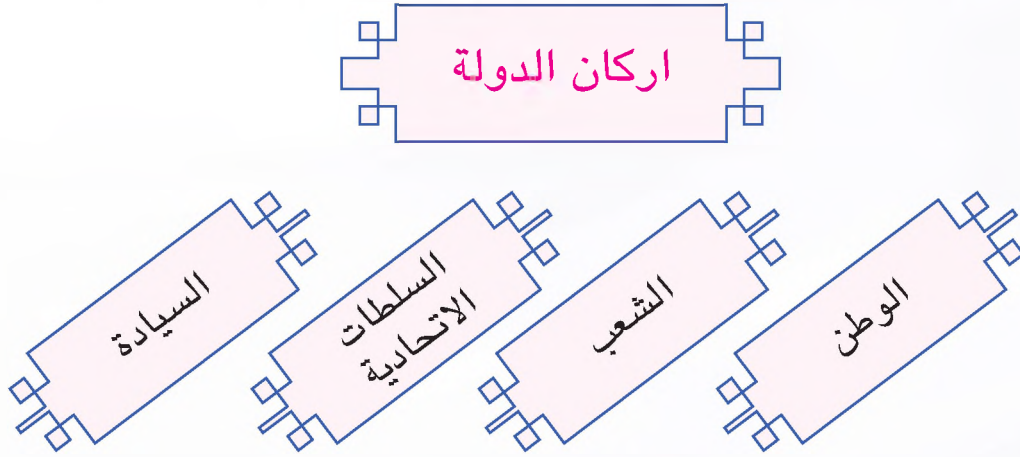 اركان الدولة
الوطن
الشعب
السلطات
الاتحادية
السيادة